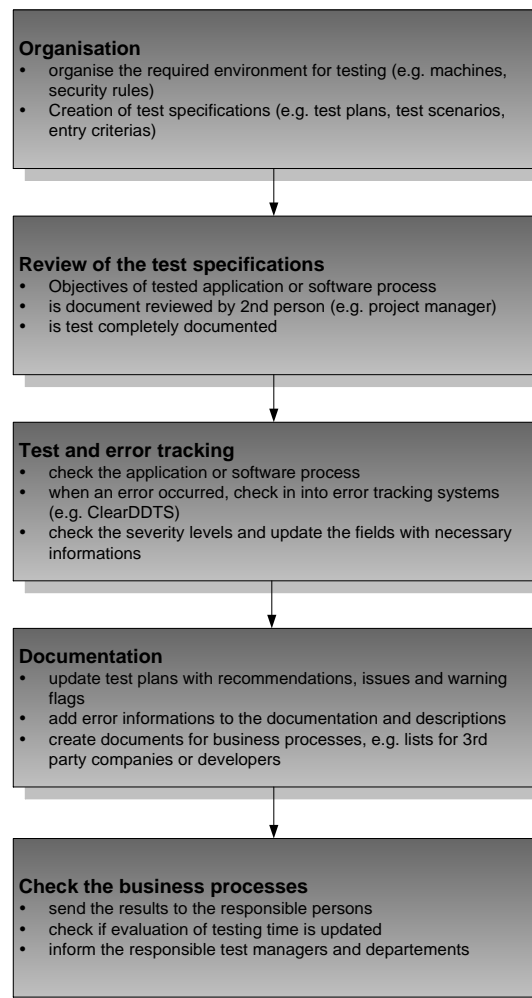 Organisation
• organise the required environment for testing (e.g. machines,
security rules)
• Creation of test specifications (e.g. test plans, test scenarios,
entry criterias)
Review of the test specifications
• Objectives of tested application or software process
• is document reviewed by 2nd person (e.g. project manager)
• is test completely documented
Test and error tracking
• check the application or software process
• when an error occurred, check in into error tracking systems
(e.g. ClearDDTS)
• check the severity levels and update the fields with necessary
informations
Documentation
• update test plans with recommendations, issues and warning
flags
• add error informations to the documentation and descriptions
• create documents for business processes, e.g. lists for 3rd
party companies or developers
Check the business processes
• send the results to the responsible persons
• check if evaluation of testing time is updated
• inform the responsible test managers and departements